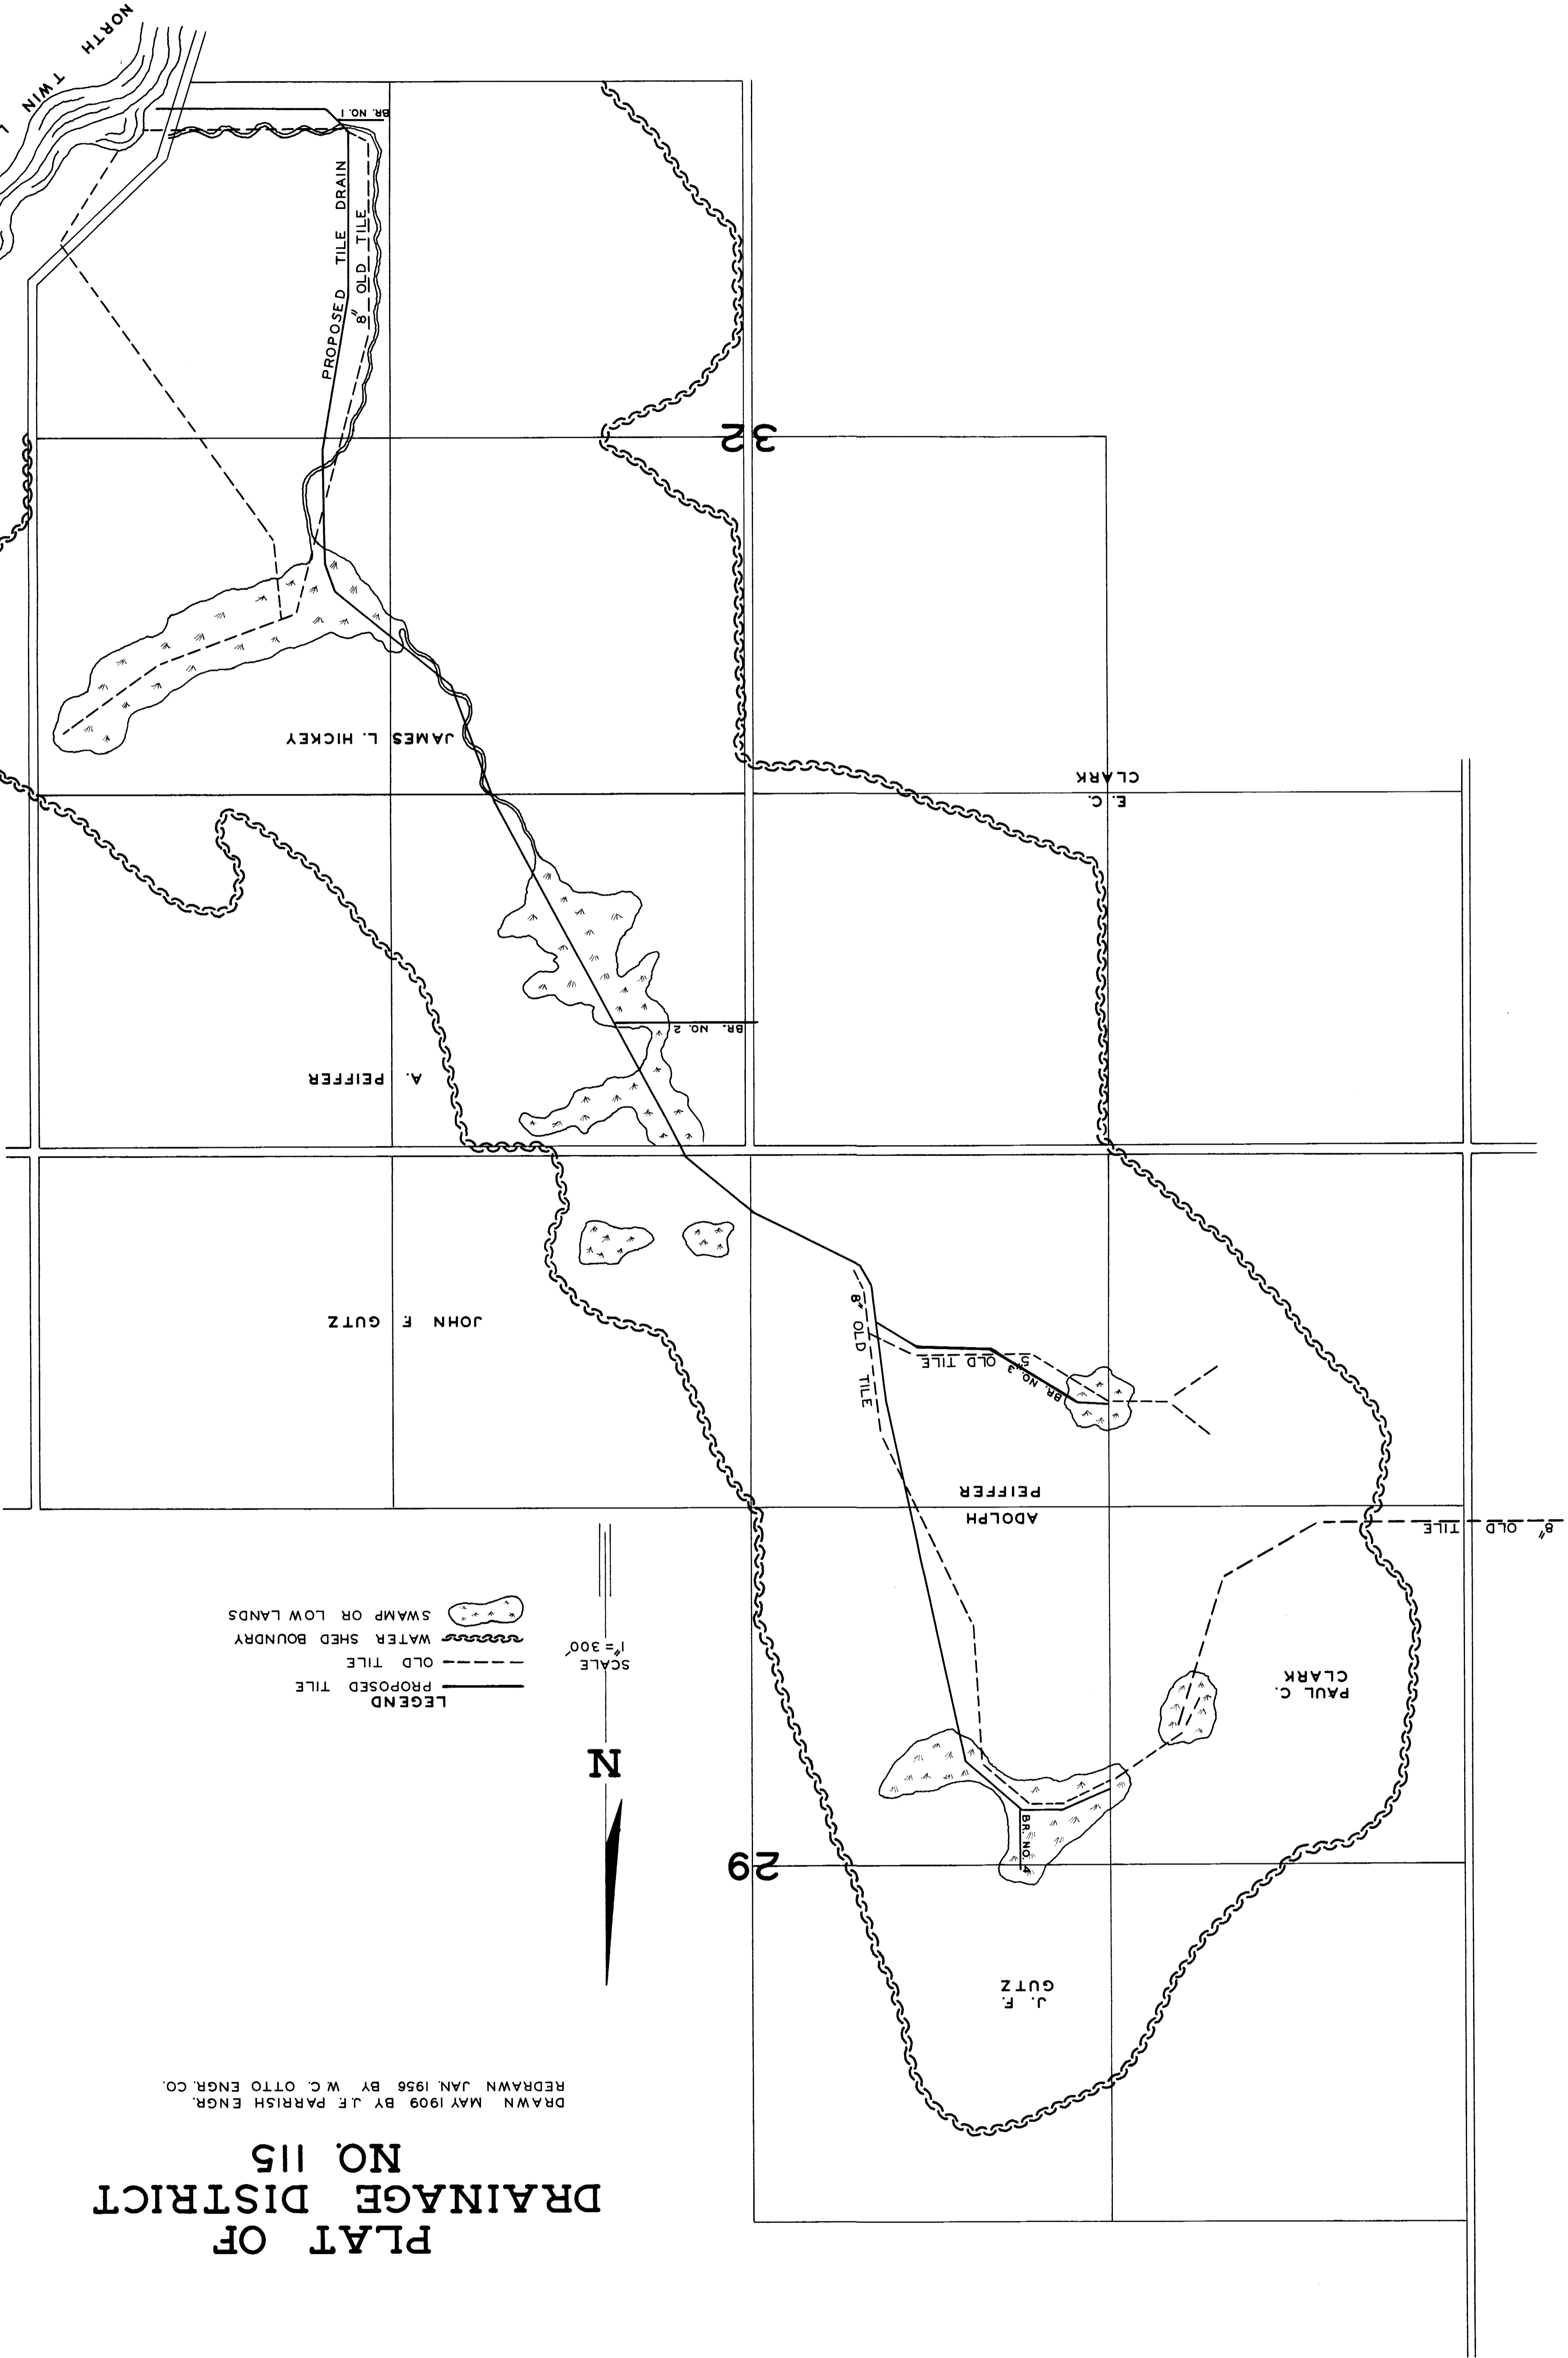 PLAT OF
DRAINAGE DISTRICT
NO. 115
DRAWN MAY 1909 BY J.F. PARRISH ENGR.
REDRAWN JAN. 1956 BY W.C. OTTO ENGR. CO.
J. F.
GUTZ
29
BR. NO. 4
N
LEGEND
PROPOSED TILE
OLD TILE
WATER SHED BOUNDRY
SWAMP OR LOW LANDS
SCALE
1" = 300'
PAUL C.
CLARK
8" OLD TILE
ADOLPH
PEIFFER
BR. NO. 3
5" OLD TILE
8" OLD TILE
JOHN F. GUTZ
A. PEIFFER
BR. NO. 2
E. C.
CLARK
JAMES L. HICKEY
32
PROPOSED TILE DRAIN
8" OLD TILE
BR. NO. 1
NORTH TWIN L